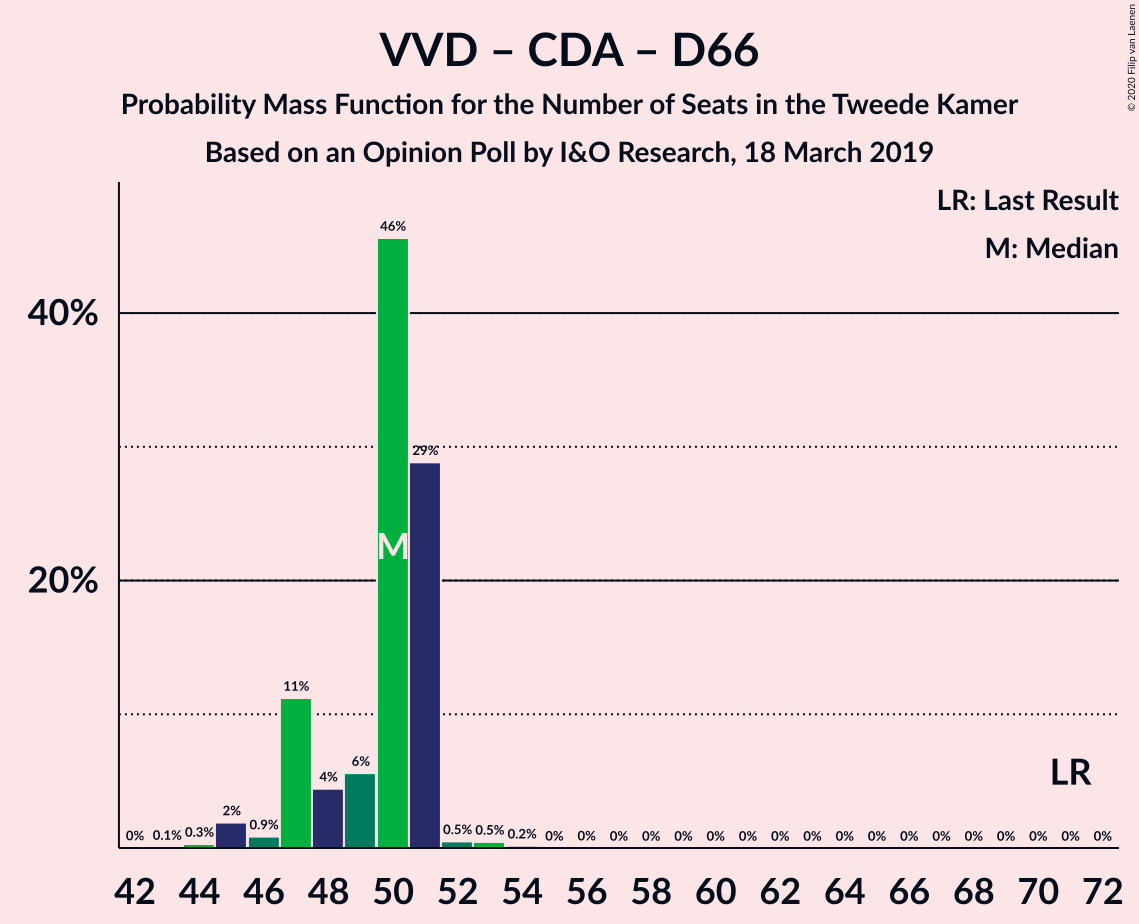 VVD – CDA – D66
Probability Mass Function for the Number of Seats in the Tweede Kamer
Based on an Opinion Poll by I&O Research, 18 March 2019
© 2020 Filip van Laenen
LR: Last Result
M: Median
40%
20%
0% 0.1% 0.3% 2% 0.9% 11% 4% 6% 46% 29% 0.5% 0.5% 0.2% 0% 0% 0% 0% 0% 0% 0% 0% 0% 0% 0% 0% 0% 0% 0% 0% 0% 0%
M
LR
42 44 46 48 50 52 54 56 58 60 62 64 66 68 70 72